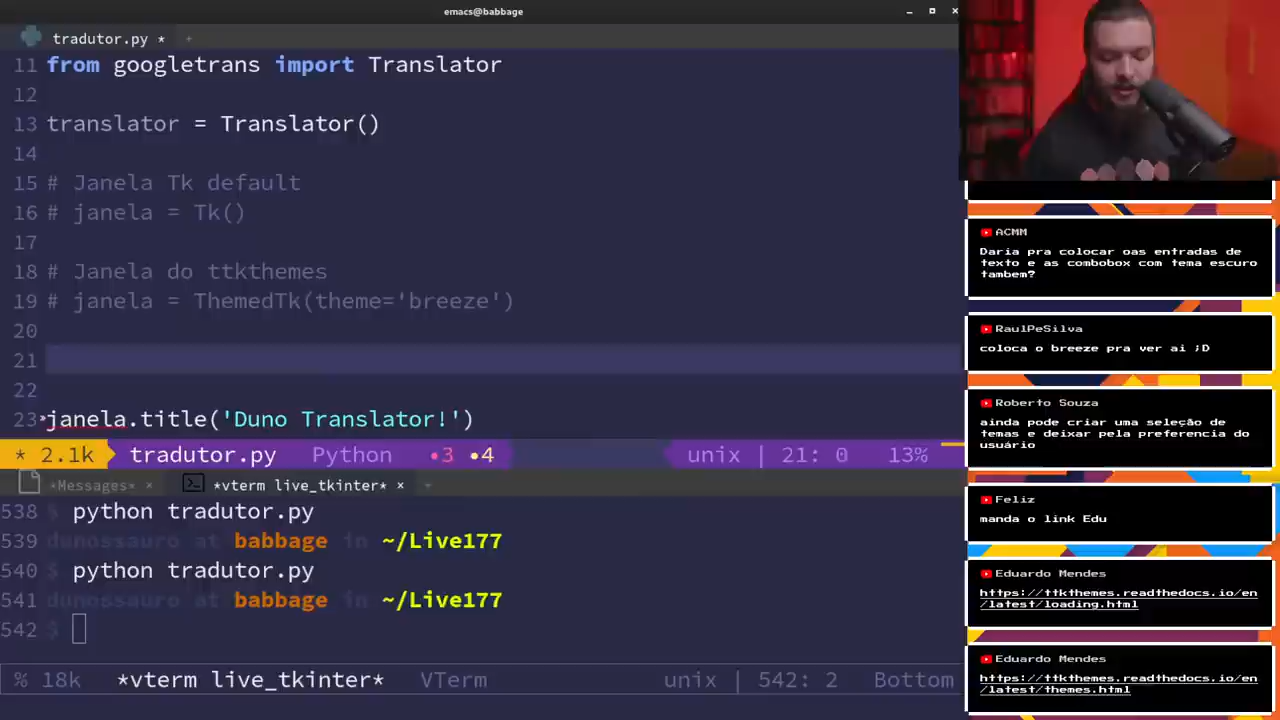 emacs@babbage
tradutor.py *
11 from googletrans import Translator
12
13 translator = Translator()
14
15 # Janela Tk default
16 # janela = Tk()
17
18 # Janela do ttkthemes
19 # janela = ThemedTk(theme='breeze')
20
21
22
23 janela.title('Duno Translator!')
* 2.1k tradutor.py Python •3 •4 unix | 21: 0 13%
*Messages* × *vterm live_tkinter* ×
538 $ python tradutor.py
539 dunossauro at babbage in ~/Live177
540 $ python tradutor.py
541 dunossauro at babbage in ~/Live177
542 $
% 18k *vterm live_tkinter* VTerm unix | 542: 2 Bottom
ACMM
Daria pra colocar oas entradas de
texto e as combobox com tema escuro
tambem?
RaulPeSilva
coloca o breeze pra ver ai ;D
Roberto Souza
ainda pode criar uma seleção de
temas e deixar pela preferencia do
usuário
Feliz
manda o link Edu
Eduardo Mendes
https://ttkthemes.readthedocs.io/en
/latest/loading.html
Eduardo Mendes
https://ttkthemes.readthedocs.io/en
/latest/themes.html